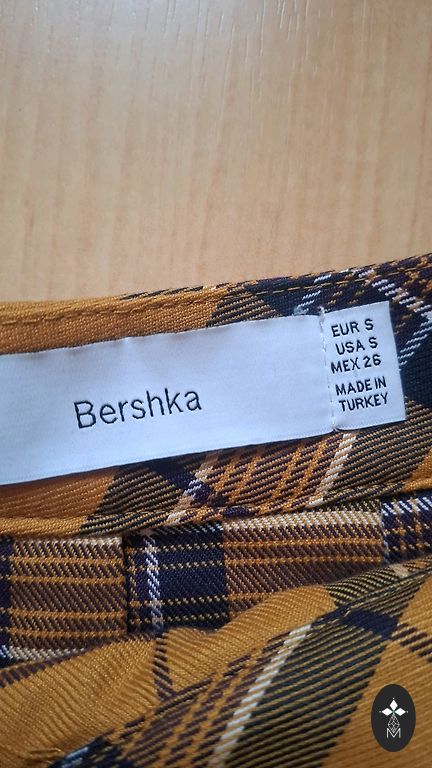 Bershka
EUR S
USA S
MEX 26
MADE IN
TURKEY